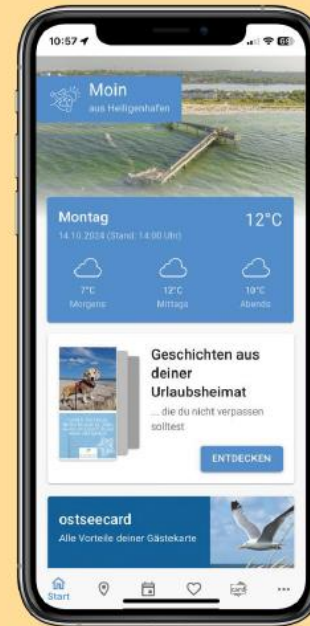 10:57
Moin
aus Heiligenhafen
Montag
12°C
14.10.2024 (Stand: 14:00 Uhr)
7°C
12°C
10°C
Morgens
Mittags
Abends
Geschichten aus
deiner
Urlaubsheimat
... die du nicht verpassen
solltest
ENTDECKEN
ostseecard
Alle Vorteile deiner Gästekarte
Start
card